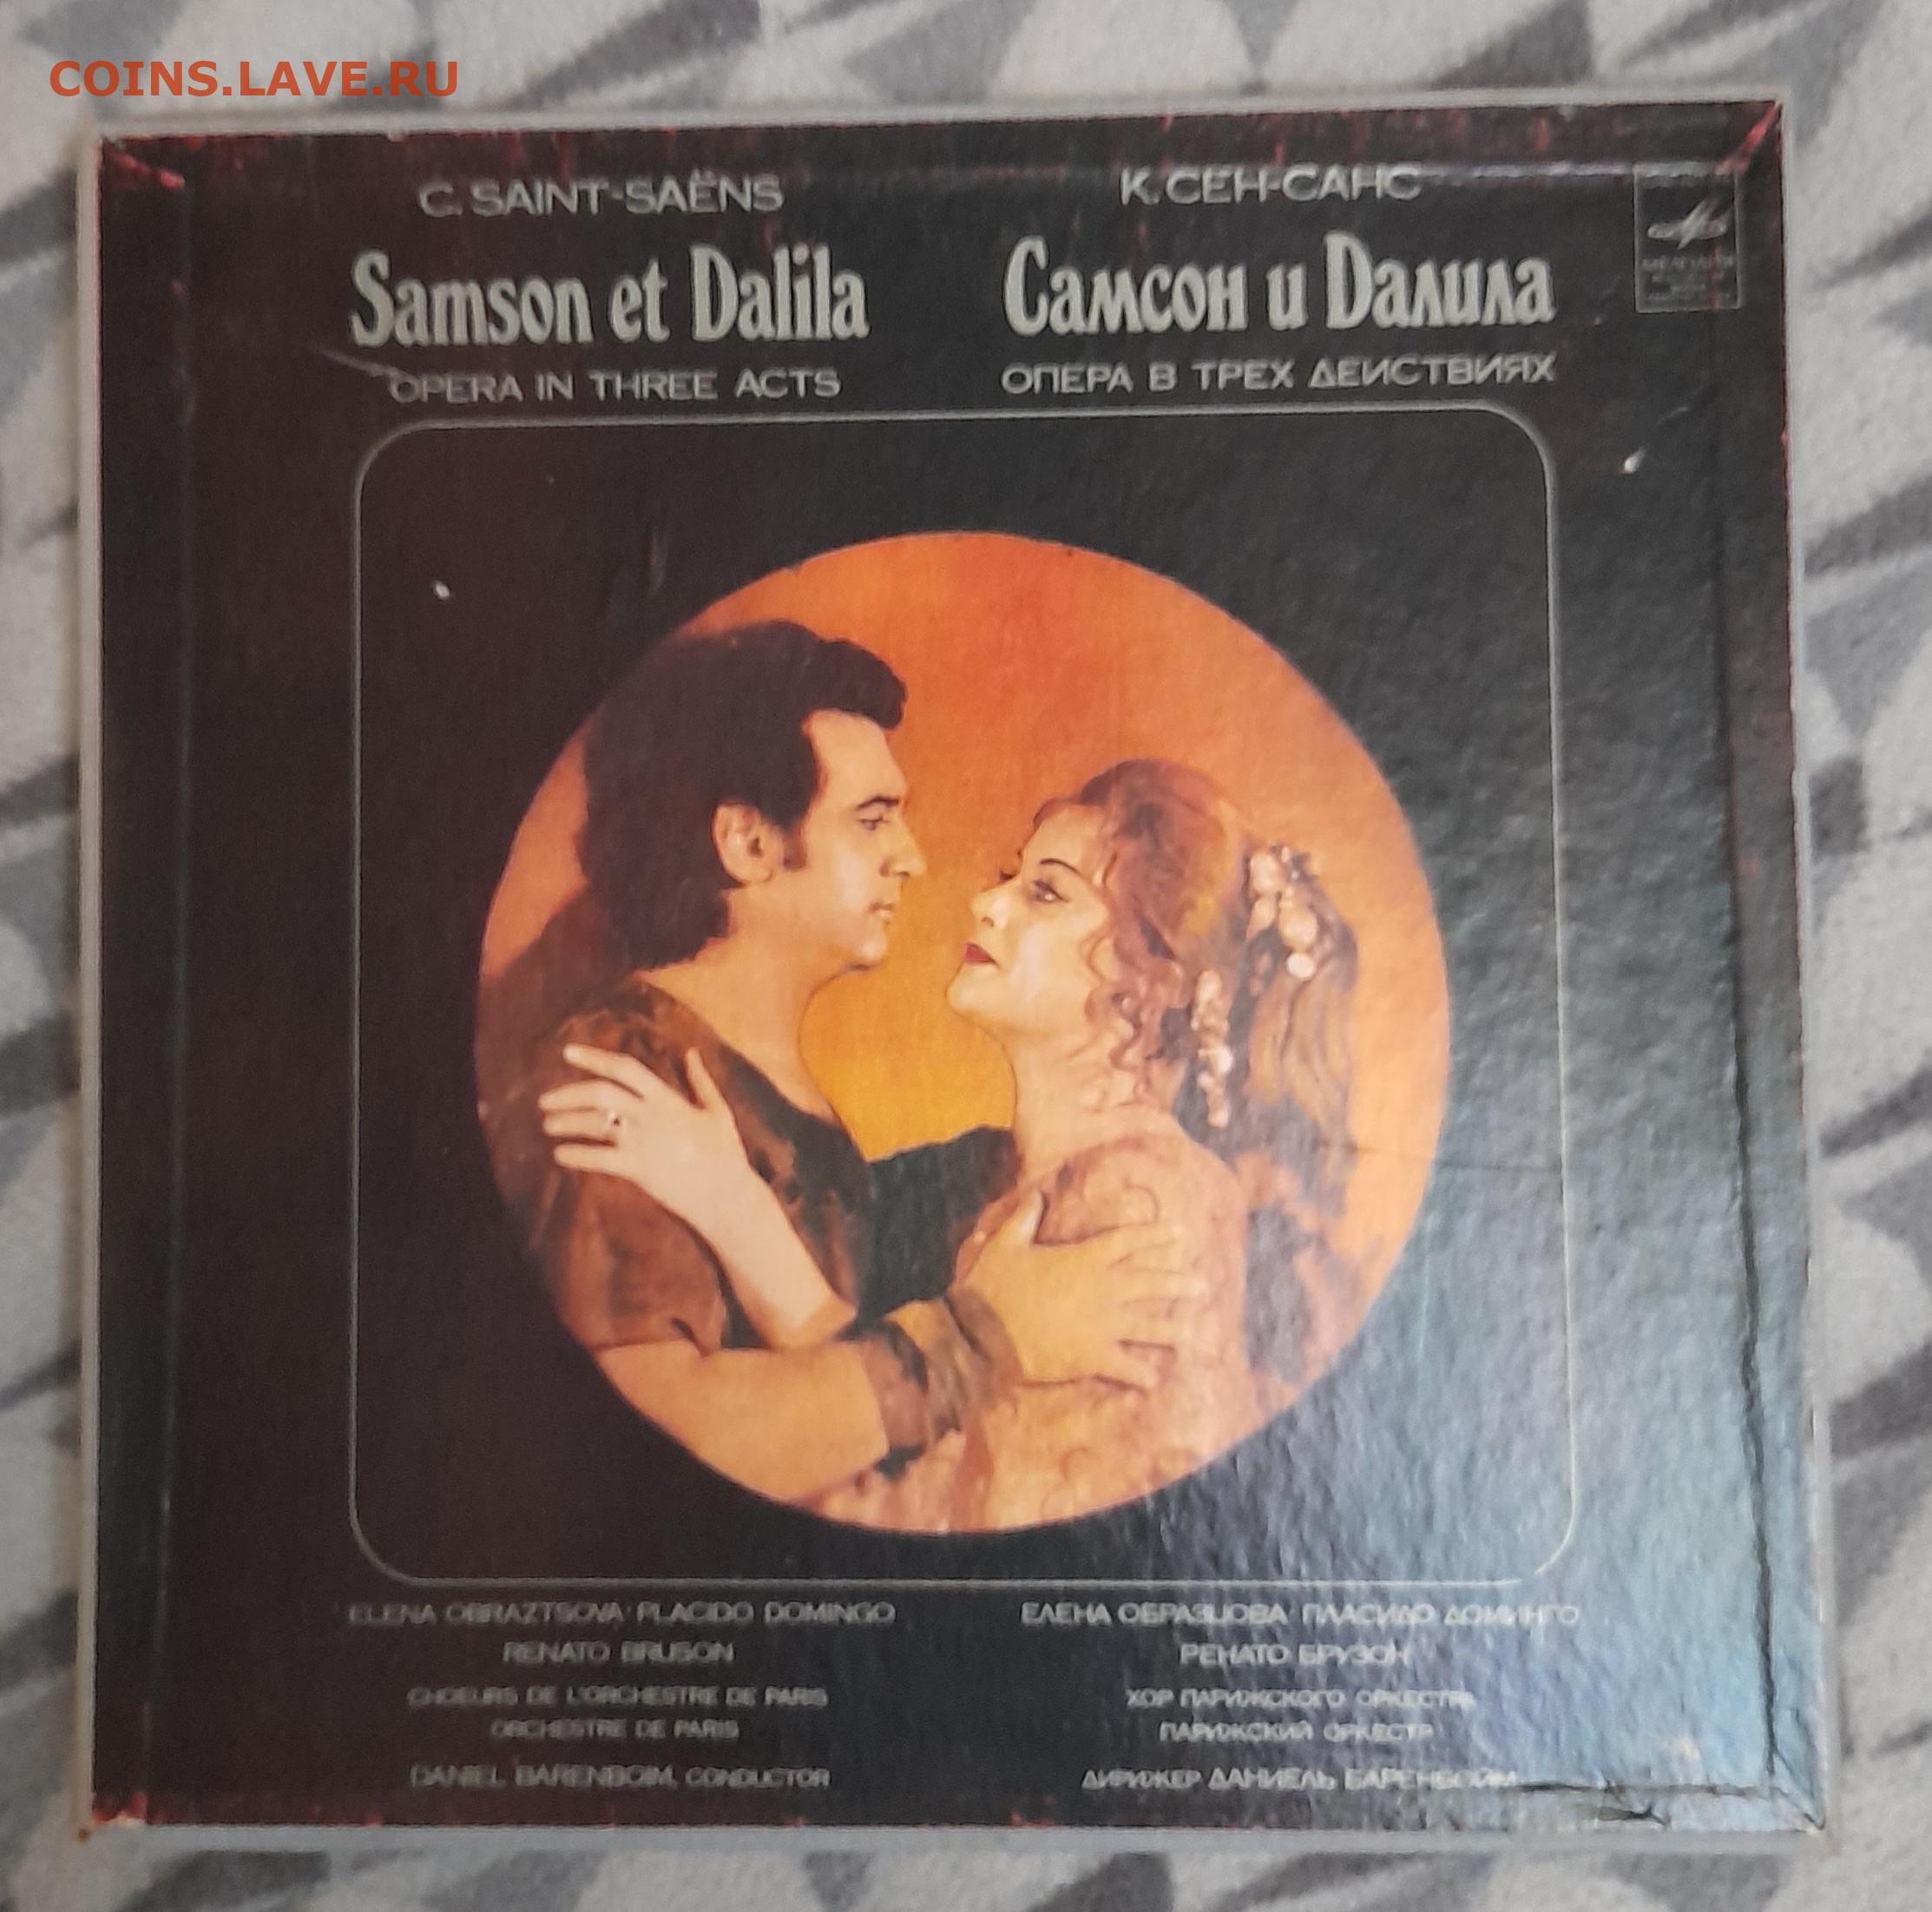 COINS.LAVE.RU
C. SAINT-SAËNS
Samson et Dalila
OPERA IN THREE ACTS
К. СЕН-САНС
Самсон и Далила
ОПЕРА В ТРЕХ ДЕЙСТВИЯХ
МЕЛОДИЯ
ELENA OBRAZTSOVA · PLACIDO DOMINGO
RENATO BRUSON
CHOEURS DE L'ORCHESTRE DE PARIS
ORCHESTRE DE PARIS
DANIEL BARENBOIM, CONDUCTOR
ЕЛЕНА ОБРАЗЦОВА · ПЛАСИДО ДОМИНГО
РЕНАТО БРУЗОН
ХОР ПАРИЖСКОГО ОРКЕСТРА
ПАРИЖСКИЙ ОРКЕСТР
ДИРИЖЕР ДАНИЕЛЬ БАРЕНБОЙМ